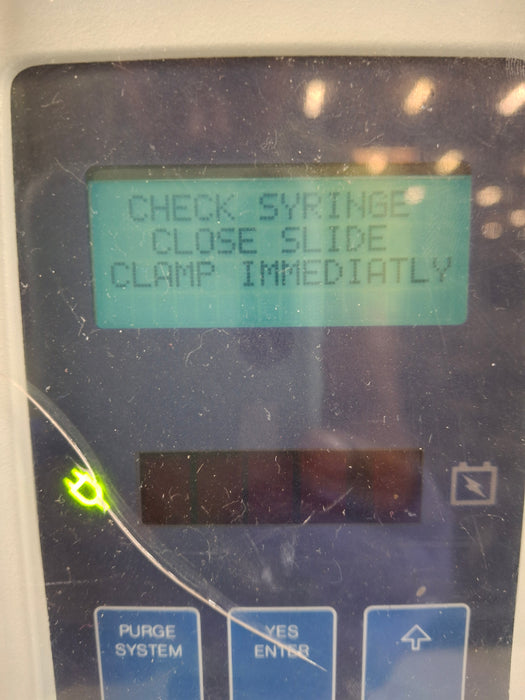 CHECK SYRINGE
CLOSE SLIDE
CLAMP IMMEDIATLY
PURGE
SYSTEM
YES
ENTER